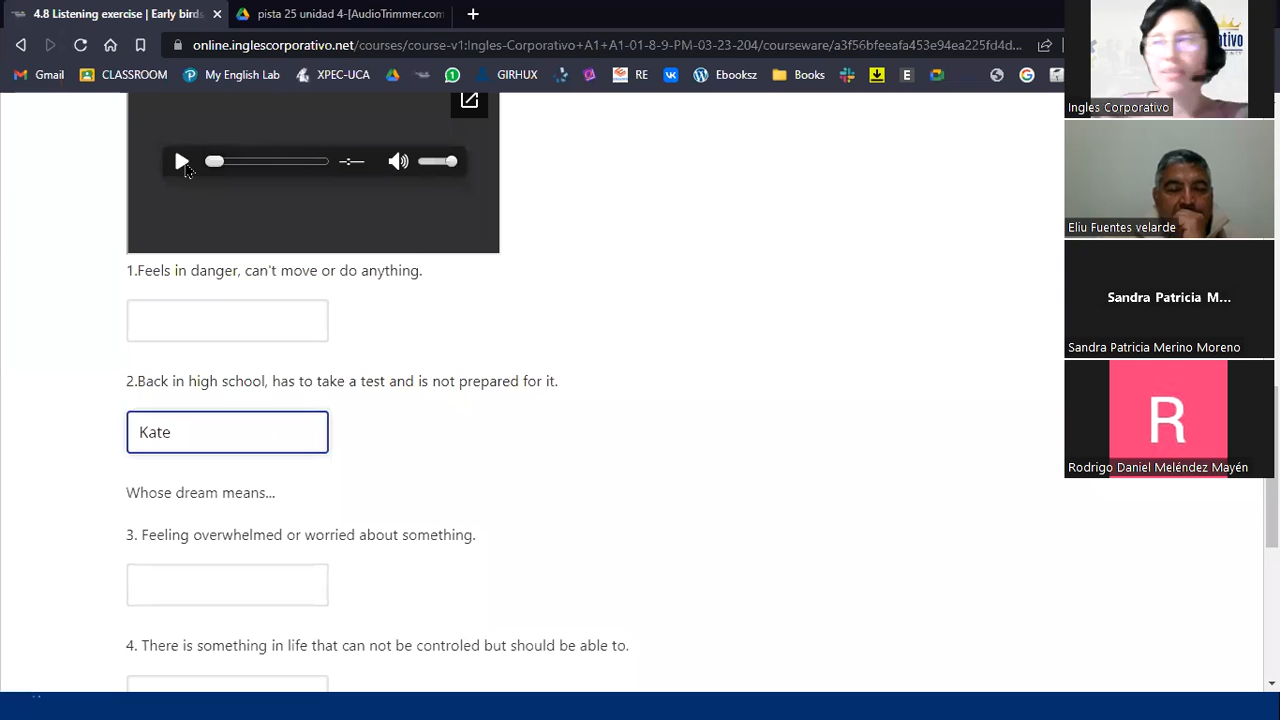 4.8 Listening exercise | Early birds
pista 25 unidad 4-[AudioTrimmer.com
online.inglescorporativo.net/courses/course-v1:Ingles-Corporativo+A1+A1-01-8-9-PM-03-23-204/courseware/a3f56bfeefa453e94ea225fd4d...
Gmail
CLASSROOM
My English Lab
XPEC-UCA
GIRHUX
RE
Ebooksz
Books
1.Feels in danger, can't move or do anything.
2.Back in high school, has to take a test and is not prepared for it.
Kate
Whose dream means...
3. Feeling overwhelmed or worried about something.
4. There is something in life that can not be controled but should be able to.
Ingles Corporativo
Eliu Fuentes velarde
Sandra Patricia M...
Sandra Patricia Merino Moreno
R
Rodrigo Daniel Meléndez Mayén